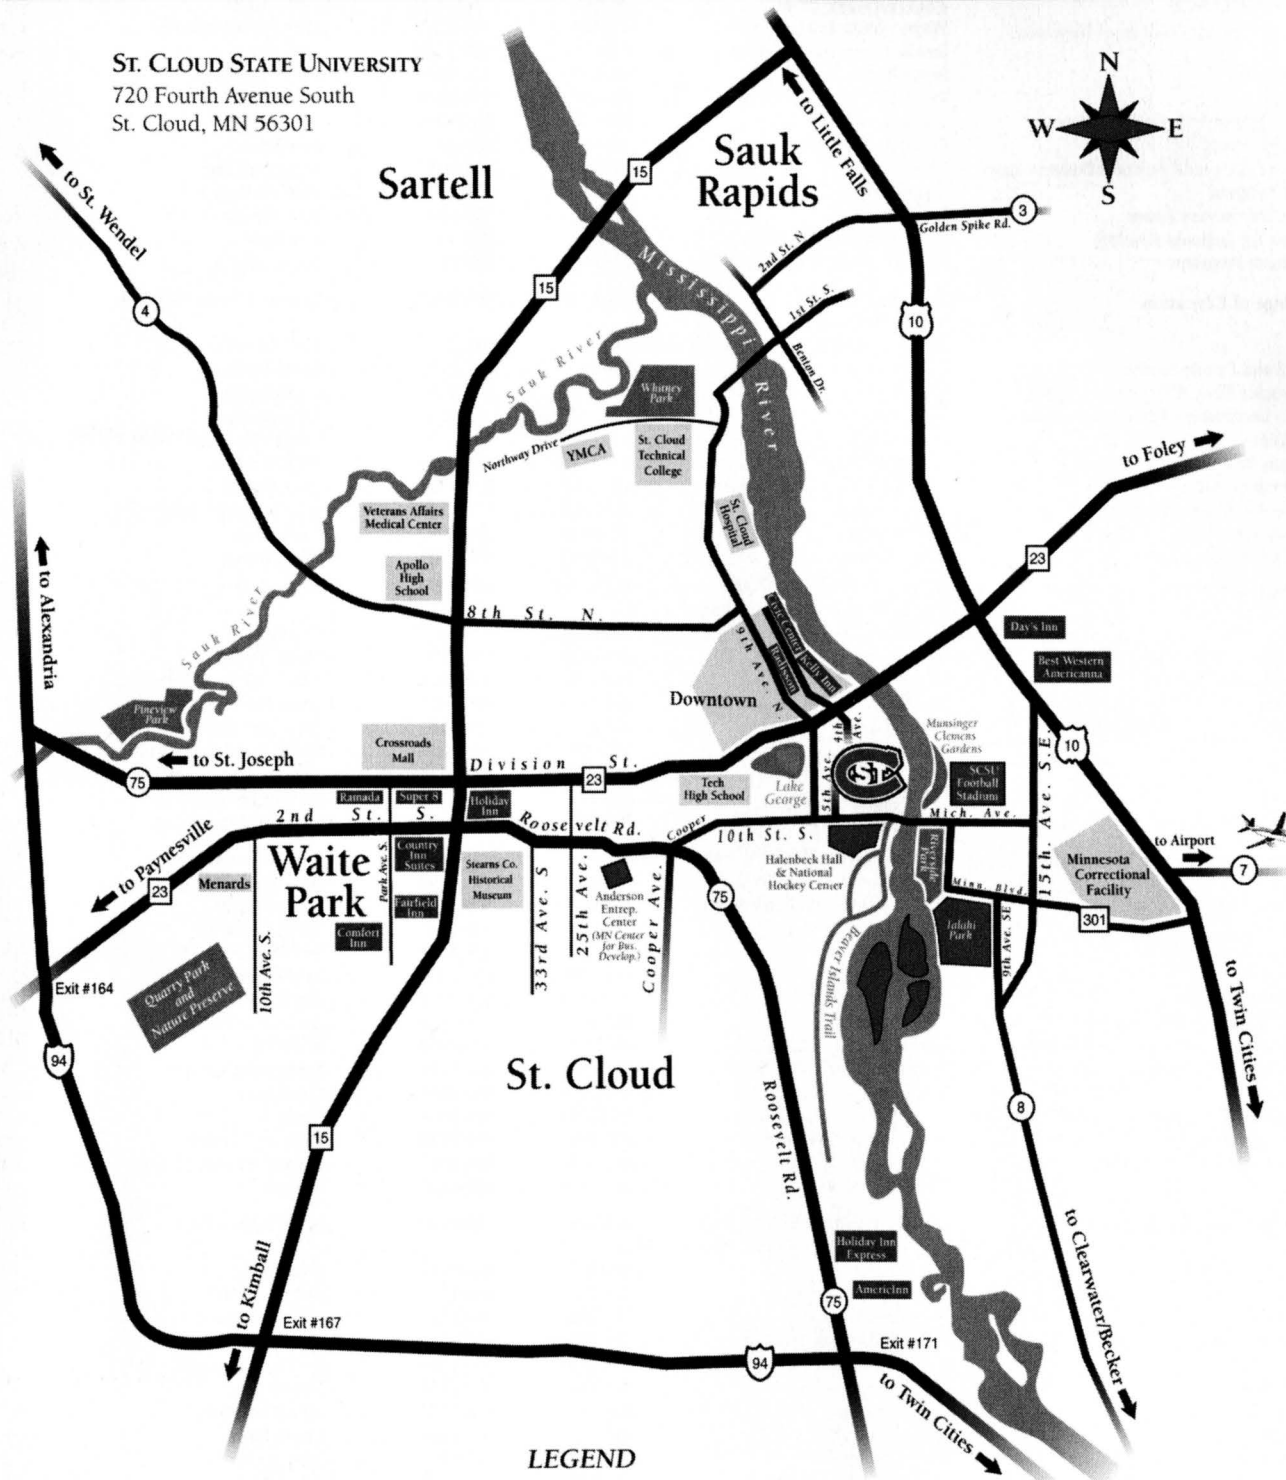 ST. CLOUD STATE UNIVERSITY
720 Fourth Avenue South
St. Cloud, MN 56301
N
W E
S
to Little Falls
Sauk
Rapids
Sartell
15
to St. Wendel
3
Golden Spike Rd.
2nd St. N
Mississippi River
15
1st St. S.
4
10
Benton Dr.
Sauk River
Whitney
Park
Northway Drive
YMCA
St. Cloud
Technical
College
to Foley
Veterans Affairs
Medical Center
St. Cloud
Hospital
23
Apollo
High
School
to Alexandria
8th St. N.
Sauk River
Civic Center
Kelly Inn
Radisson
9th Ave. N.
Day's Inn
Best Western
Americanna
Downtown
Pineview
Park
4th
Ave.
Munsinger
Clemens
Gardens
10
15th. Ave. S.E.
Crossroads
Mall
to St. Joseph
75
Division St.
23
Tech
High School
Lake
George
5th Ave.
SCSU
Football
Stadium
Ramada
Super 8
Holiday
Inn
2nd St. S.
Roosevelt Rd.
Cooper
10th St. S.
Mich. Ave.
to Paynesville
23
Waite
Park
Menards
Park Ave. S.
Country
Inn
Suites
Fairfield
Inn
Comfort
Inn
Stearns Co.
Historical
Museum
33rd Ave. S
25th Ave.
Anderson
Entrep.
Center
(MN Center
for Bus.
Develop.)
Cooper Ave.
75
Halenbeck Hall
& National
Hockey Center
Riverside
Park
Minn. Blvd.
Minnesota
Correctional
Facility
to Airport
7
301
Talahi
Park
9th Ave. SE
Beaver Islands Trail
10th Ave. S.
Quarry Park
and
Nature Preserve
Exit #164
94
to Twin Cities
St. Cloud
Roosevelt Rd.
8
15
to Clearwater/Becker
to Kimball
Holiday Inn
Express
AmericInn
75
Exit #167
Exit #171
94
to Twin Cities
LEGEND